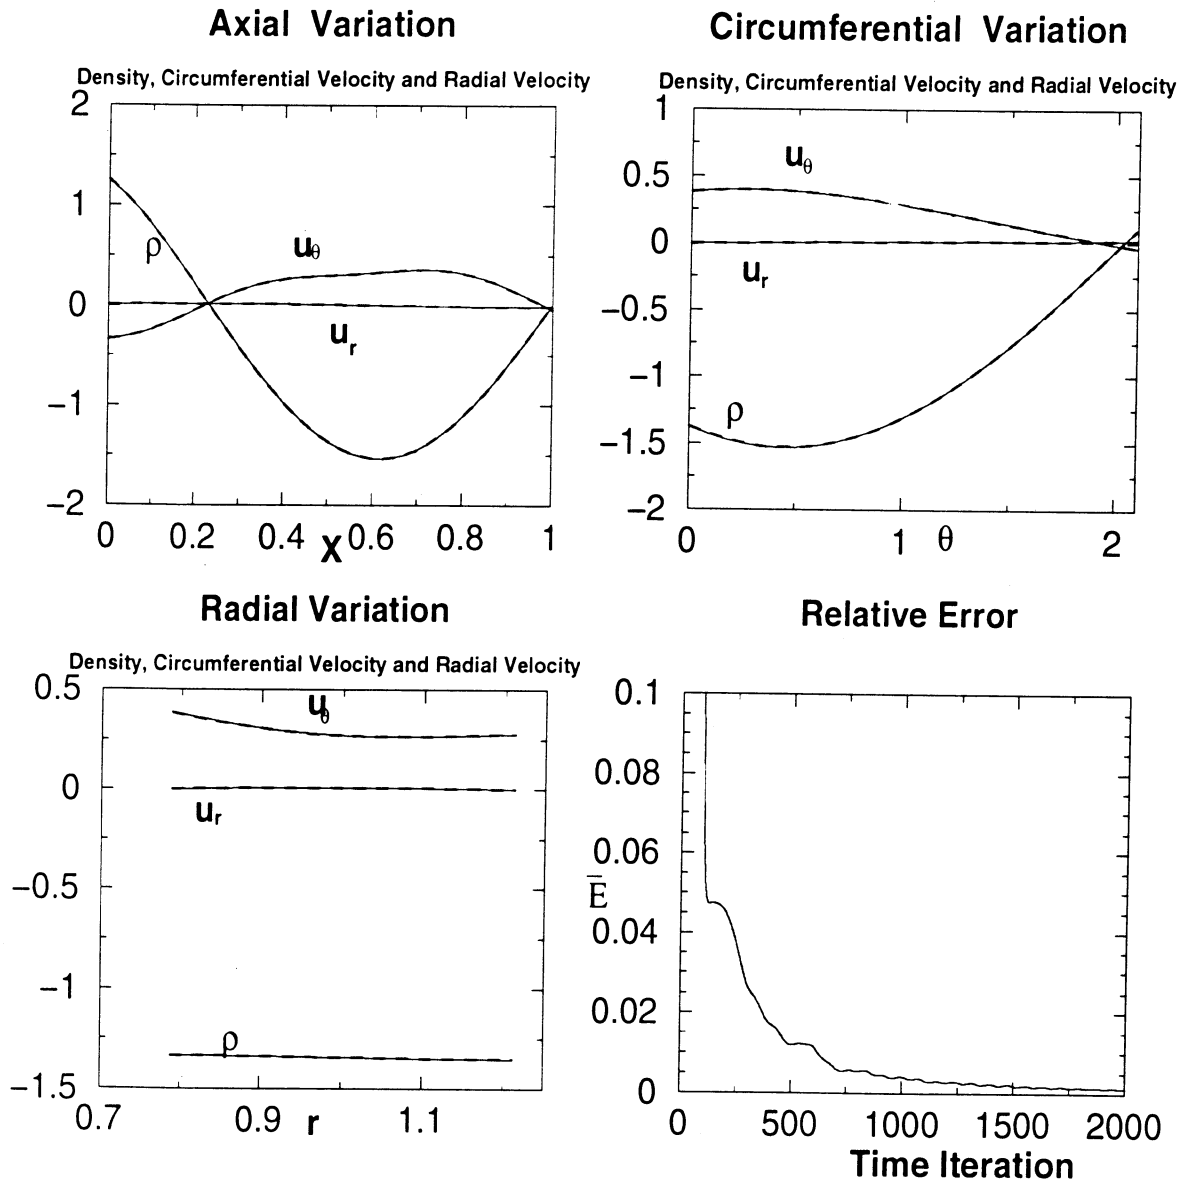 Axial Variation
Density, Circumferential Velocity and Radial Velocity
2
1
0
−1
−2
ρ
uθ
ur
0 0.2 0.4 0.6 0.8 1
X
Circumferential Variation
Density, Circumferential Velocity and Radial Velocity
1
0.5
0
−0.5
−1
−1.5
−2
uθ
ur
ρ
0 1 2
θ
Radial Variation
Density, Circumferential Velocity and Radial Velocity
0.5
0
−0.5
−1
−1.5
uθ
ur
ρ
0.7 0.9 1.1
r
Relative Error
0.1
0.08
0.06
0.04
0.02
0
Ē
0 500 1000 1500 2000
Time Iteration